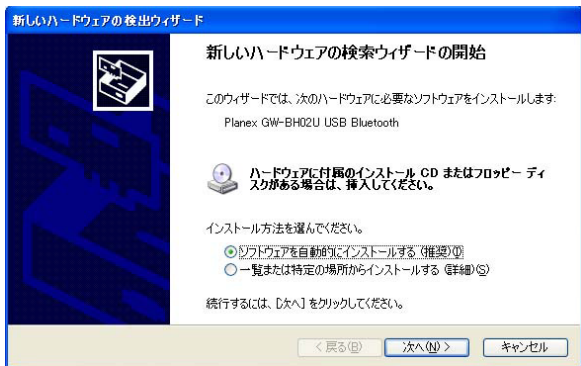 新しいハードウェアの検出ウィザード
新しいハードウェアの検索ウィザードの開始
このウィザードでは、次のハードウェアに必要なソフトウェアをインストールします:
Planex GW-BH02U USB Bluetooth
ハードウェアに付属のインストール CD またはフロッピー ディ
スクがある場合は、挿入してください。
インストール方法を選んでください。
ソフトウェアを自動的にインストールする (推奨)(I)
一覧または特定の場所からインストールする (詳細)(S)
続行するには、[次へ] をクリックしてください。
< 戻る(B)
次へ(N) >
キャンセル